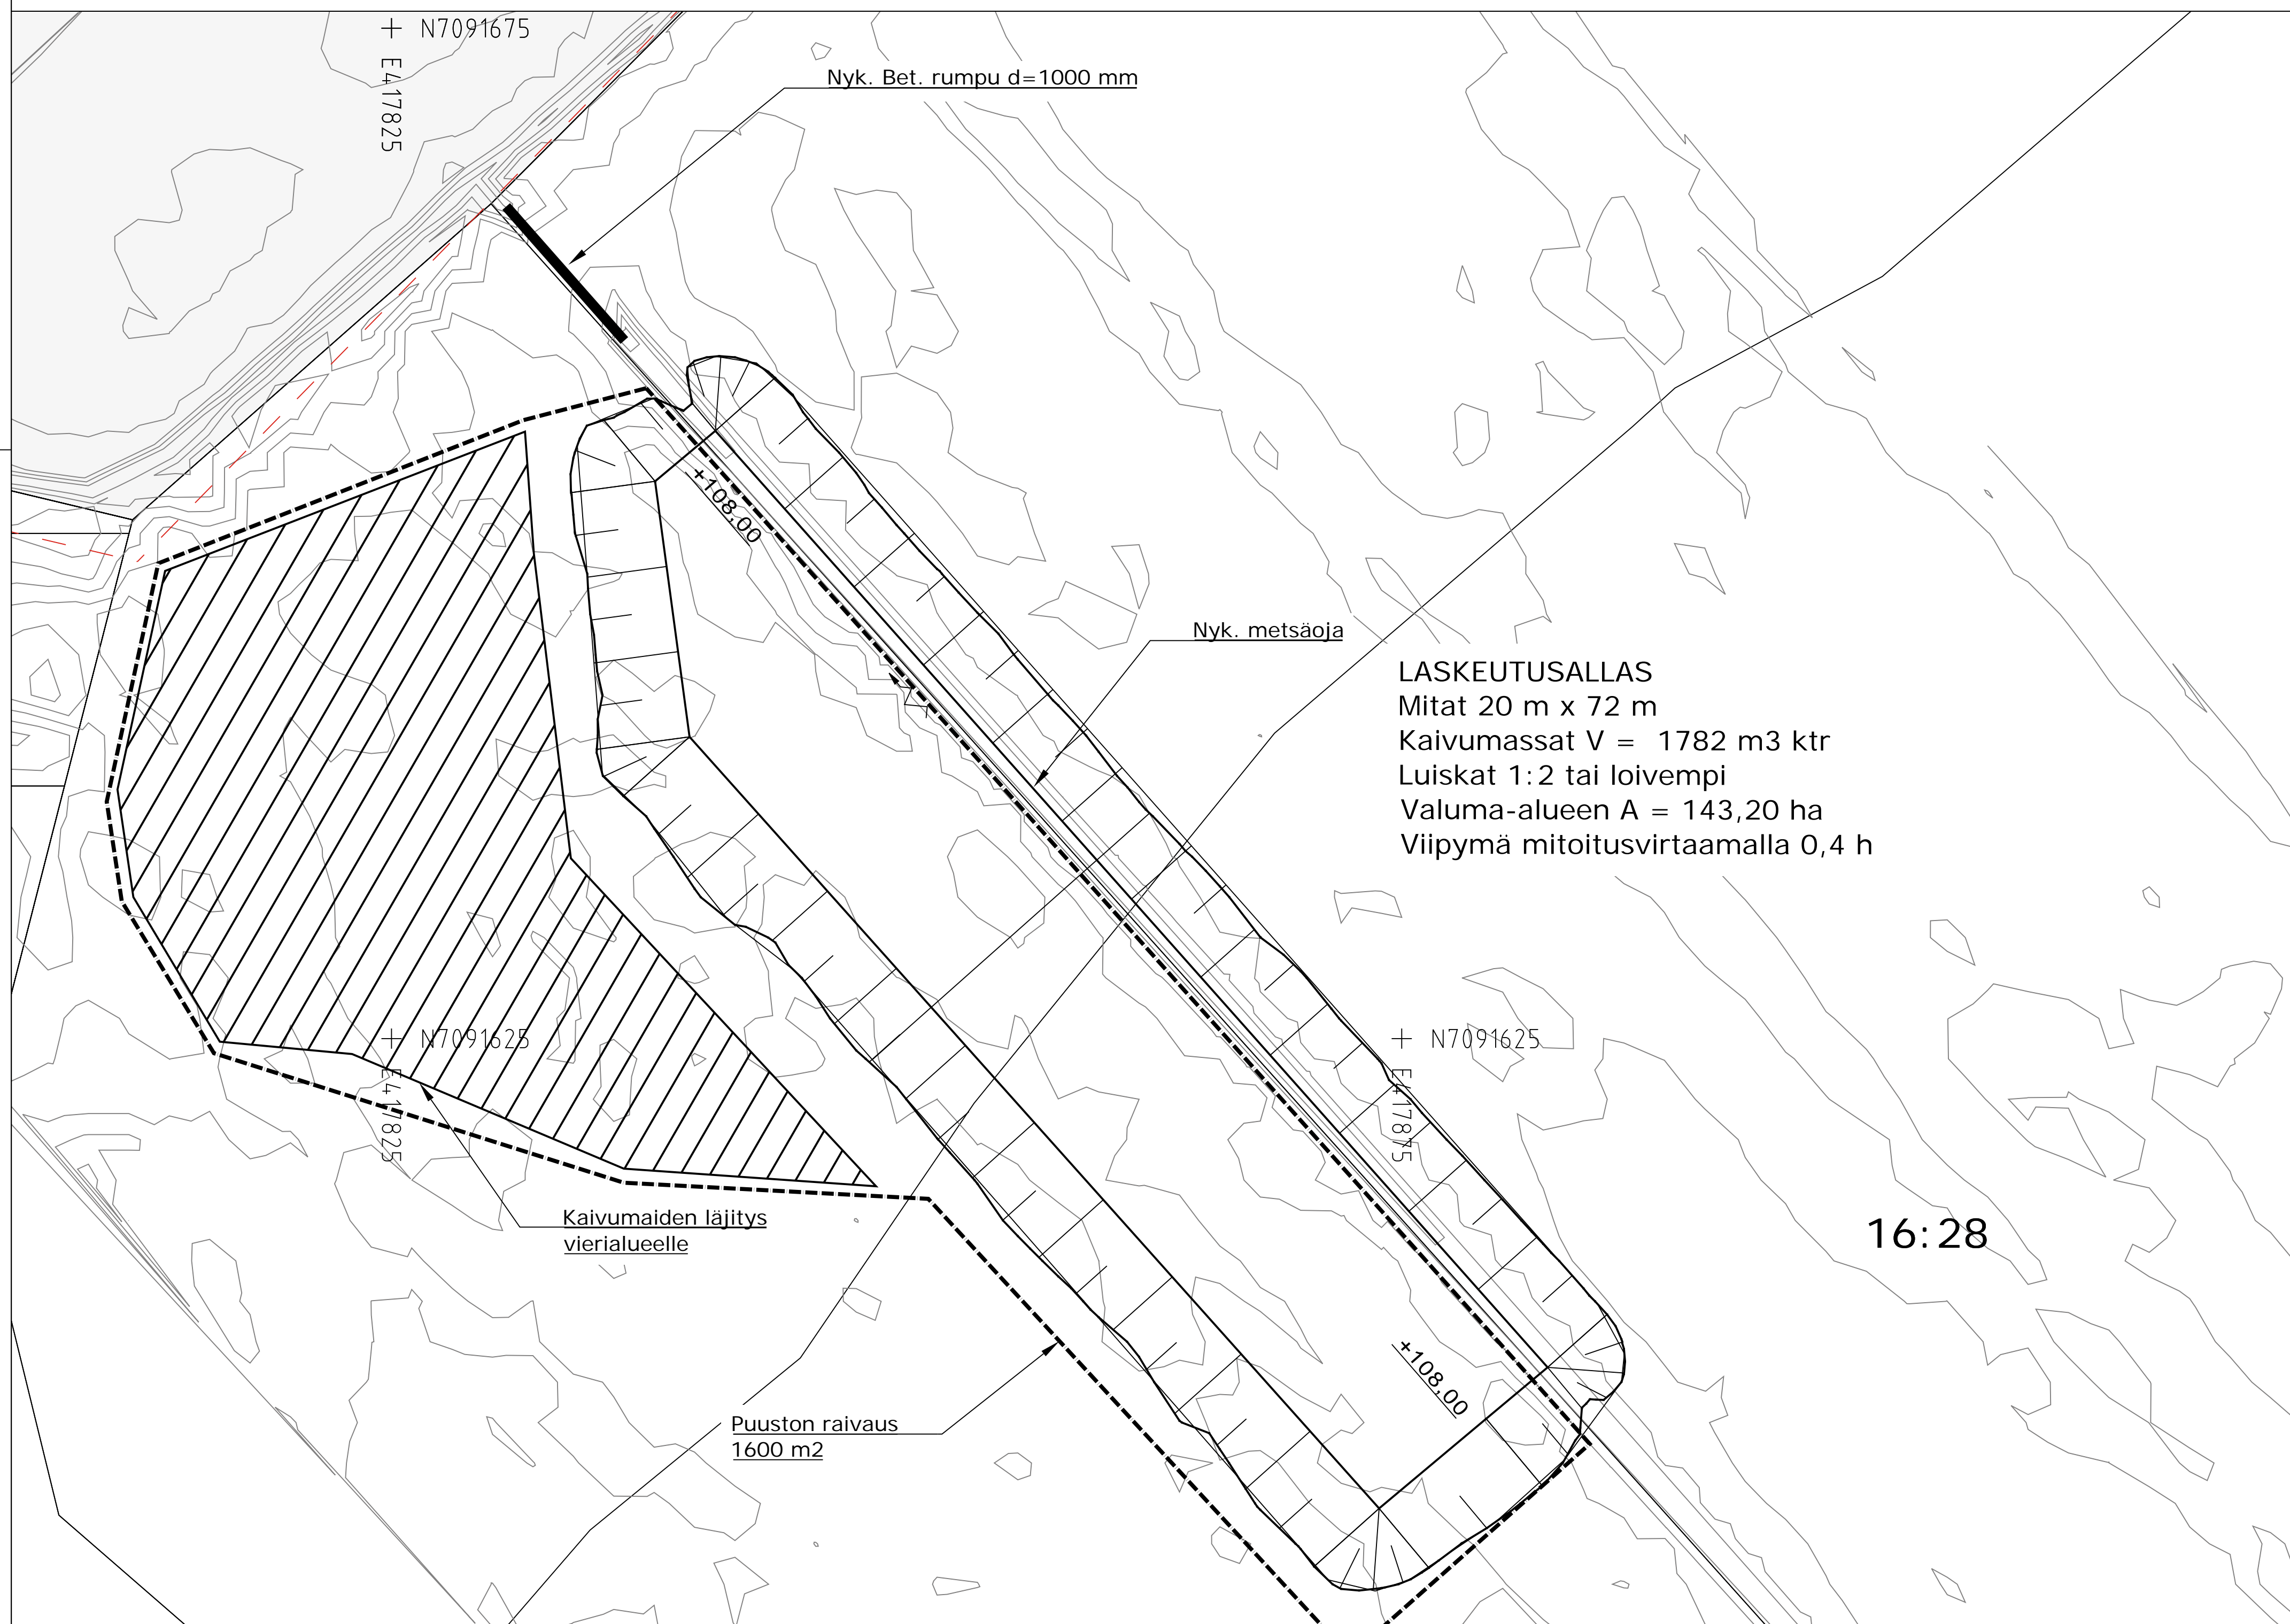 N7091675
E417825
Nyk. Bet. rumpu d=1000 mm
+108,00
Nyk. metsäoja
LASKEUTUSALLAS
Mitat 20 m x 72 m
Kaivumassat V =  1782 m3 ktr
Luiskat 1:2 tai loivempi
Valuma-alueen A = 143,20 ha
Viipymä mitoitusvirtaamalla 0,4 h
N7091625
E417825
N7091625
E417875
Kaivumaiden läjitys
vierialueelle
16:28
+108,00
Puuston raivaus
1600 m2